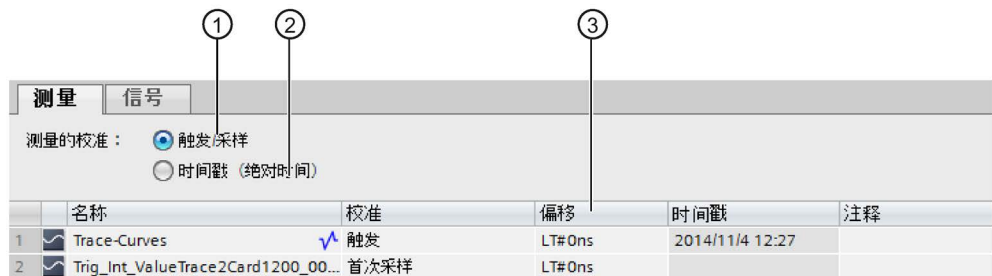 ① ② ③
测量 信号
测量的校准： 触发/采样
时间戳（绝对时间）
名称 校准 偏移 时间戳 注释
1 Trace-Curves 触发 LT#0ns 2014/11/4 12:27
2 Trig_Int_ValueTrace2Card1200_00... 首次采样 LT#0ns